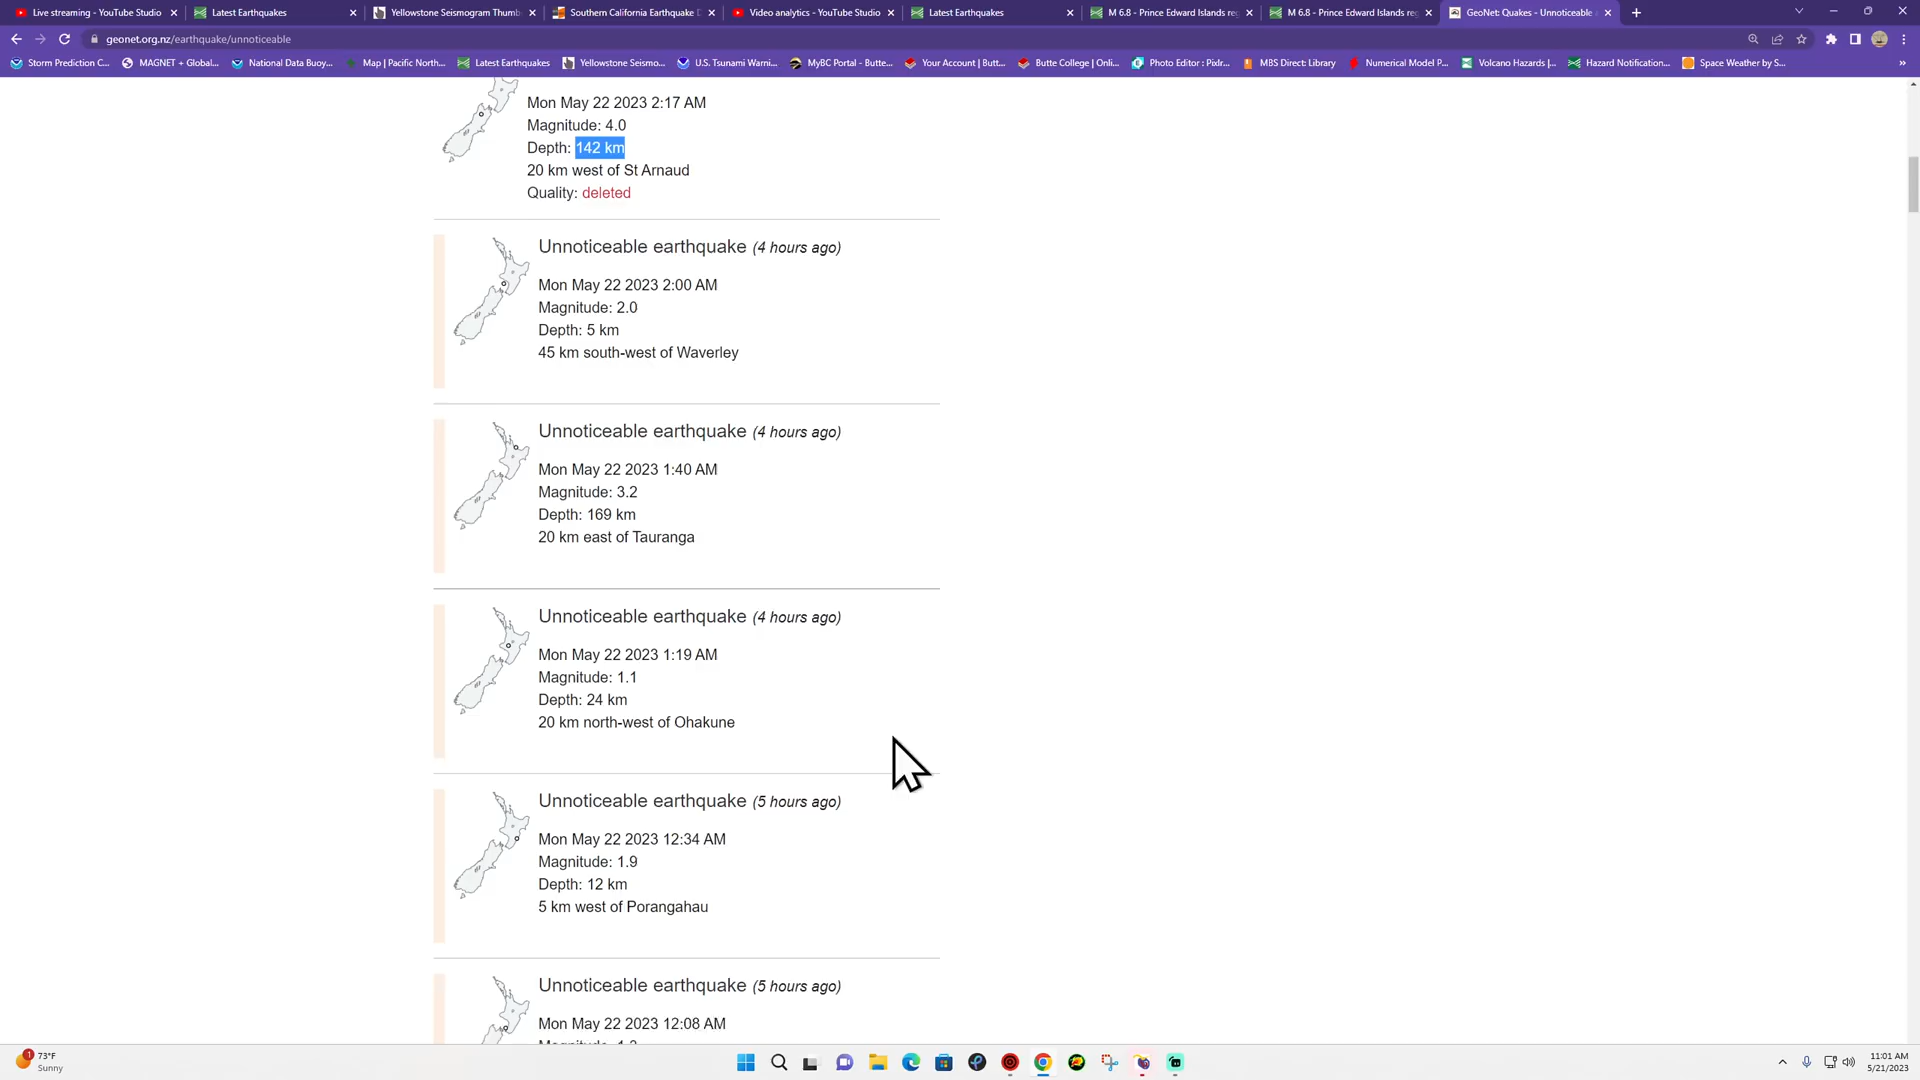 Live streaming - YouTube Studio
Latest Earthquakes
Yellowstone Seismogram Thumb
Southern California Earthquake D
Video analytics - YouTube Studio
Latest Earthquakes
M 6.8 - Prince Edward Islands reg
M 6.8 - Prince Edward Islands reg
GeoNet: Quakes - Unnoticeable
geonet.org.nz/earthquake/unnoticeable
Storm Prediction C...
MAGNET + Global...
National Data Buoy...
Map | Pacific North...
Latest Earthquakes
Yellowstone Seismo...
U.S. Tsunami Warni...
MyBC Portal - Butte...
Your Account | Butt...
Butte College | Onli...
Photo Editor : Pixlr...
MBS Direct: Library
Numerical Model P...
Volcano Hazards |...
Hazard Notification...
Space Weather by S...
Mon May 22 2023 2:17 AM
Magnitude: 4.0
Depth: 142 km
20 km west of St Arnaud
Quality: deleted
Unnoticeable earthquake (4 hours ago)
Mon May 22 2023 2:00 AM
Magnitude: 2.0
Depth: 5 km
45 km south-west of Waverley
Unnoticeable earthquake (4 hours ago)
Mon May 22 2023 1:40 AM
Magnitude: 3.2
Depth: 169 km
20 km east of Tauranga
Unnoticeable earthquake (4 hours ago)
Mon May 22 2023 1:19 AM
Magnitude: 1.1
Depth: 24 km
20 km north-west of Ohakune
Unnoticeable earthquake (5 hours ago)
Mon May 22 2023 12:34 AM
Magnitude: 1.9
Depth: 12 km
5 km west of Porangahau
Unnoticeable earthquake (5 hours ago)
Mon May 22 2023 12:08 AM
1
73°F
Sunny
11:01 AM
5/21/2023